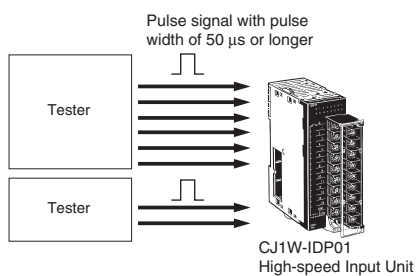 Pulse signal with pulse
width of 50 μs or longer
Tester
Tester
CJ1W-IDP01
High-speed Input Unit